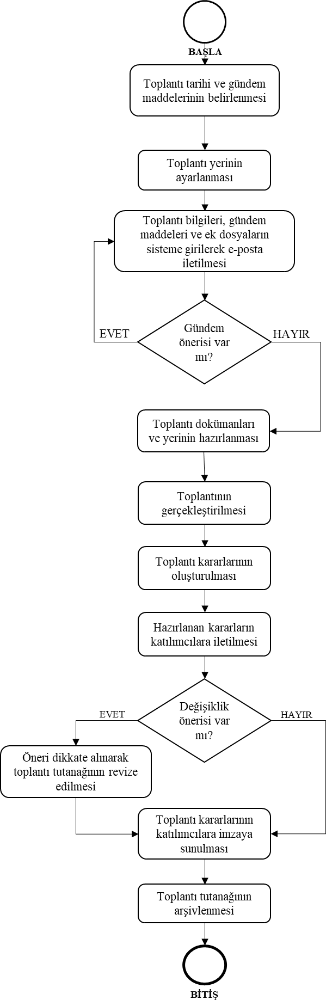 BAŞLA
Toplantı tarihi ve gündem
maddelerinin belirlenmesi
Toplantı yerinin
ayarlanması
Toplantı bilgileri, gündem
maddeleri ve ek dosyaların
sisteme girilerek e-posta
iletilmesi
EVET
Gündem
önerisi var
mı?
HAYIR
Toplantı dokümanları
ve yerinin hazırlanması
Toplantının
gerçekleştirilmesi
Toplantı kararlarının
oluşturulması
Hazırlanan kararların
katılımcılara iletilmesi
EVET
Değişiklik
önerisi var
mı?
HAYIR
Öneri dikkate alınarak
toplantı tutanağının revize
edilmesi
Toplantı kararlarının
katılımcılara imzaya
sunulması
Toplantı tutanağının
arşivlenmesi
BİTİŞ